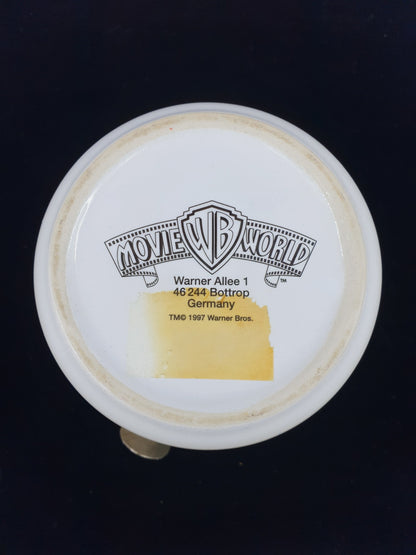 MOVIE WB WORLD ™
Warner Allee 1
46 244 Bottrop
Germany
TM© 1997 Warner Bros.